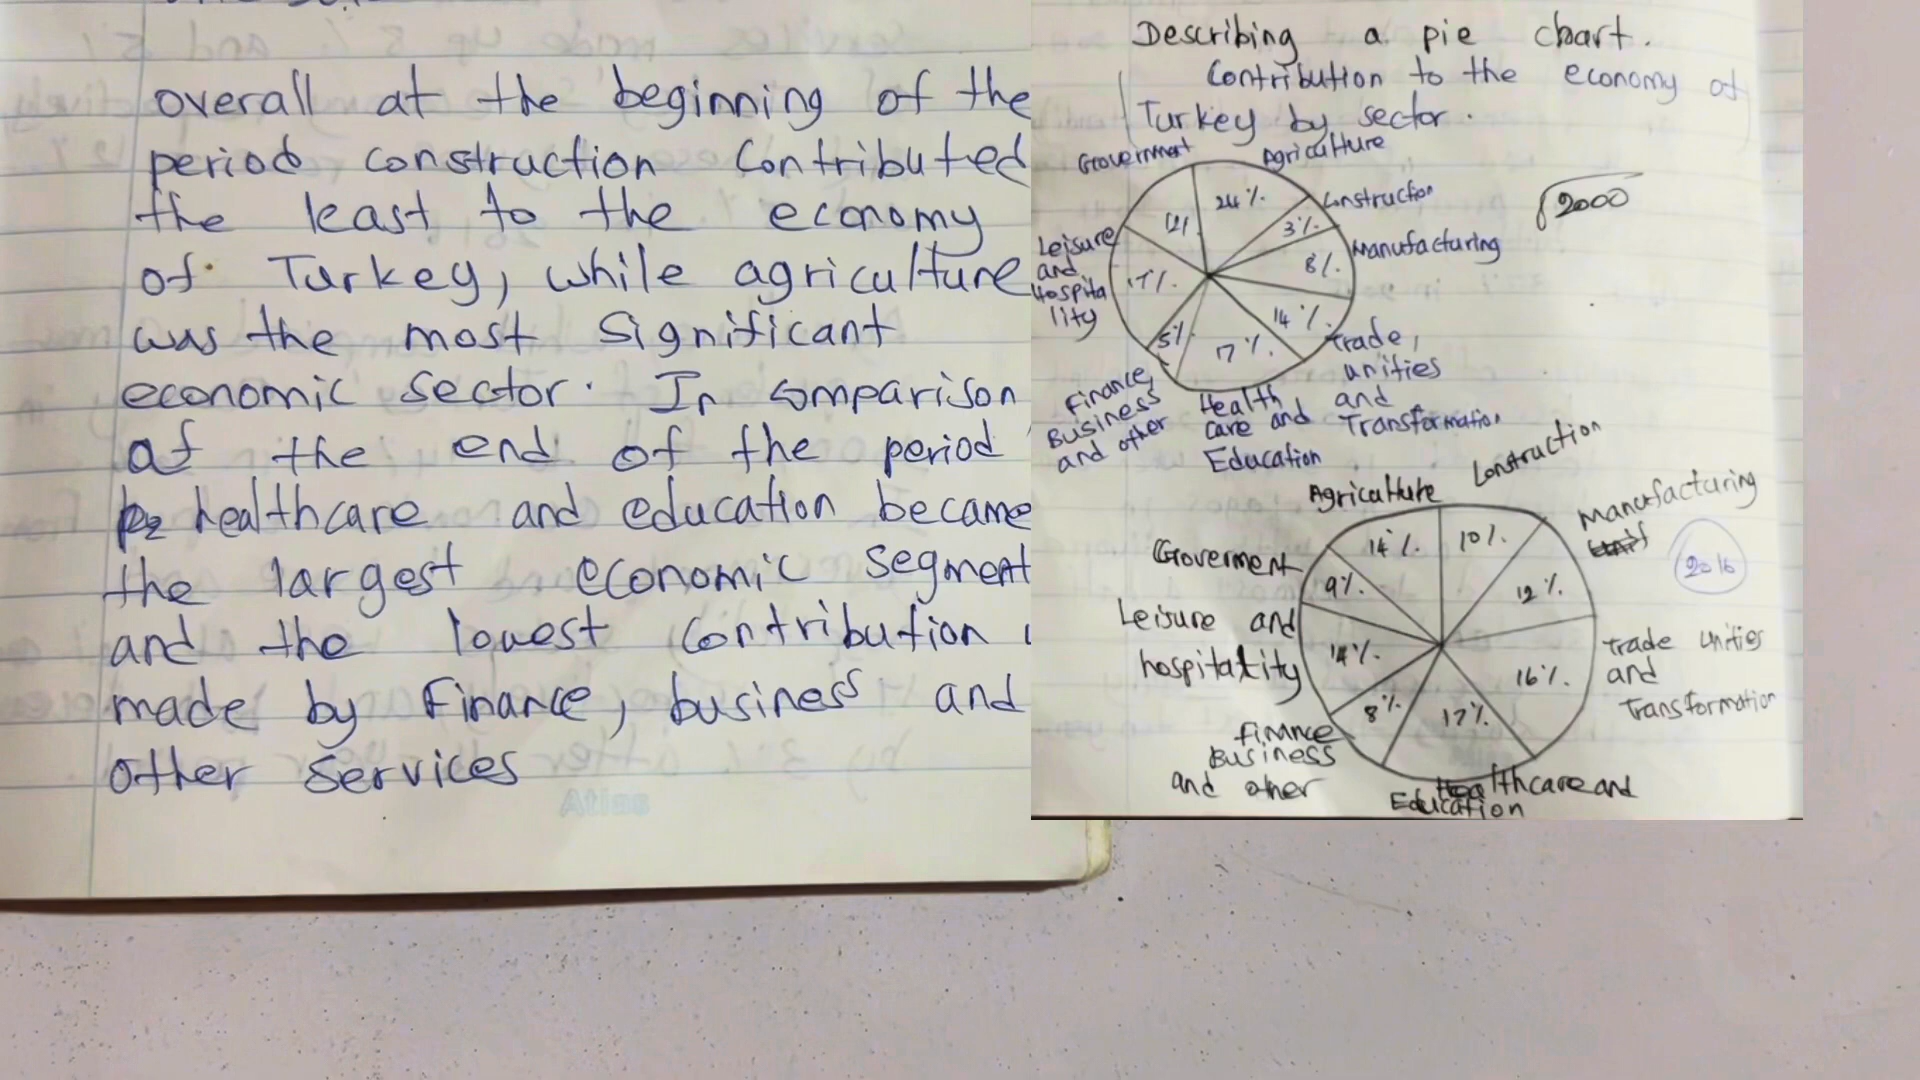 overall at the beginning of the
period construction contributed
the least to the economy
of Turkey, while agriculture
was the most significant
economic sector. In comparison
at the end of the period
healthcare and education became
the largest economic segment
and the lowest contribution
made by Finance, business and
other services
Describing a pie chart.
Contribution to the economy of
Turkey by sector.
Government
Agriculture
Construction
Manufacturing
2000
24%
3%
8%
14%
17%
5%
Leisure
and
Hospita
lity
Trade,
unities
and
Transformation
Health
care and
Education
Finance,
Business
and other
Agriculture
Construction
Manufacturing
2016
Goverment
14%
10%
9%
12%
Leisure and
hospitality
14%
16%
Trade unities
and
Transformation
8%
17%
finance
Business
and other
Healthcare and
Education